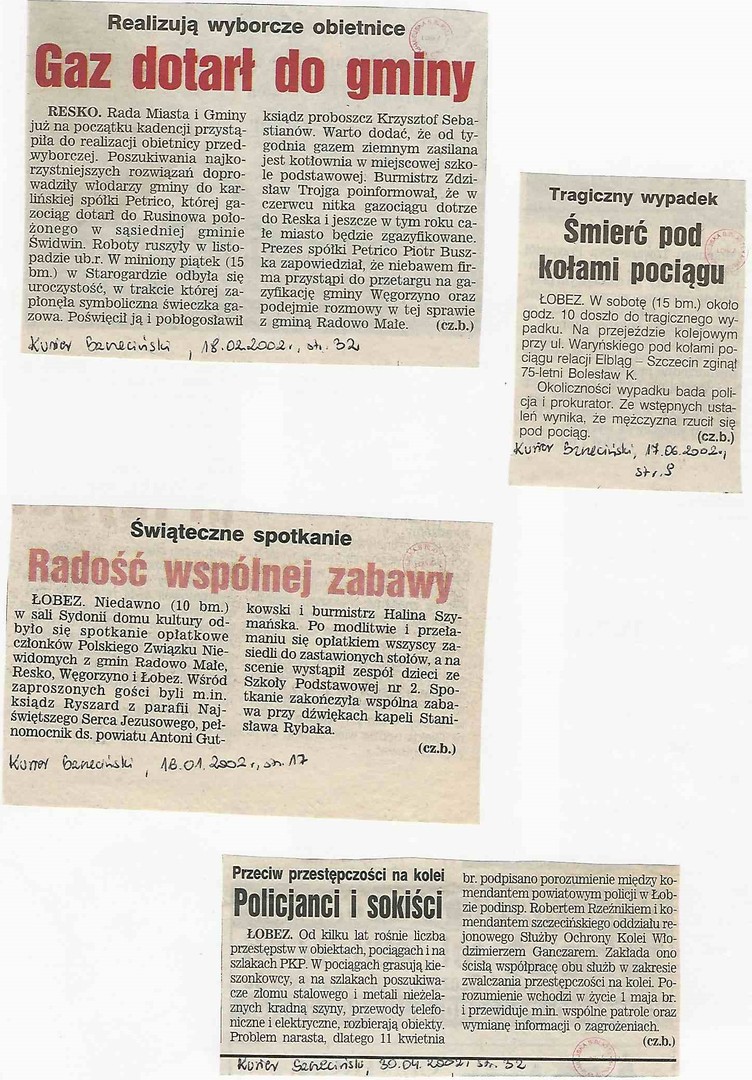 Realizują wyborcze obietnice
Gaz dotarł do gminy
RESKO. Rada Miasta i Gminy
już na początku kadencji przystą-
piła do realizacji obietnicy przed-
wyborczej. Poszukiwania najko-
rzystniejszych rozwiązań dopro-
wadziły włodarzy gminy do kar-
lińskiej spółki Petrico, której ga-
zociąg dotarł do Rusinowa poło-
żonego w sąsiedniej gminie
Świdwin. Roboty ruszyły w listo-
padzie ub.r. W miniony piątek (15
bm.) w Starogardzie odbyła się
uroczystość, w trakcie której za-
płonęła symboliczna świeczka ga-
zowa. Poświęcił ją i pobłogosławił
ksiądz proboszcz Krzysztof Seba-
stianów. Warto dodać, że od ty-
godnia gazem ziemnym zasilana
jest kotłownia w miejscowej szko-
le podstawowej. Burmistrz Zdzi-
sław Trojga poinformował, że w
czerwcu nitka gazociągu dotrze
do Reska i jeszcze w tym roku ca-
łe miasto będzie zgazyfikowane.
Prezes spółki Petrico Piotr Busz-
ka zapowiedział, że niebawem fir-
ma przystąpi do przetargu na ga-
zyfikację gminy Węgorzyno oraz
podejmie rozmowy w tej sprawie
z gminą Radowo Małe. (cz.b.)
Kurier Szczeciński, 18.02.2002r., str. 32
Tragiczny wypadek
Śmierć pod
kołami pociągu
ŁOBEZ. W sobotę (15 bm.) około
godz. 10 doszło do tragicznego wy-
padku. Na przejeździe kolejowym
przy ul. Waryńskiego pod kołami po-
ciągu relacji Elbląg – Szczecin zginął
75-letni Bolesław K.
Okoliczności wypadku bada poli-
cja i prokurator. Ze wstępnych usta-
leń wynika, że mężczyzna rzucił się
pod pociąg. (cz.b.)
Kurier Szczeciński, 17.06.2002r.,
str. 9
Świąteczne spotkanie
Radość wspólnej zabawy
ŁOBEZ. Niedawno (10 bm.)
w sali Sydonii domu kultury od-
było się spotkanie opłatkowe
członków Polskiego Związku Nie-
widomych z gmin Radowo Małe,
Resko, Węgorzyno i Łobez. Wśród
zaproszonych gości byli m.in.
ksiądz Ryszard z parafii Naj-
świętszego Serca Jezusowego, peł-
nomocnik ds. powiatu Antoni Gut-
kowski i burmistrz Halina Szy-
mańska. Po modlitwie i przeła-
maniu się opłatkiem wszyscy za-
siedli do zastawionych stołów, a na
scenie wystąpił zespół dzieci ze
Szkoły Podstawowej nr 2. Spo-
tkanie zakończyła wspólna zaba-
wa przy dźwiękach kapeli Stani-
sława Rybaka.
(cz.b.)
Kurier Szczeciński, 18.01.2002r., str. 17
Przeciw przestępczości na kolei
Policjanci i sokiści
ŁOBEZ. Od kilku lat rośnie liczba
przestępstw w obiektach, pociągach i na
szlakach PKP. W pociągach grasują kie-
szonkowcy, a na szlakach poszukiwa-
cze złomu stalowego i metali nieżela-
znych kradną szyny, przewody telefo-
niczne i elektryczne, rozbierają obiekty.
Problem narasta, dlatego 11 kwietnia
br. podpisano porozumienie między ko-
mendantem powiatowym policji w Łob-
zie podinsp. Robertem Rzeźnikiem i ko-
mendantem szczecińskiego oddziału re-
jonowego Służby Ochrony Kolei Wło-
dzimierzem Ganczarem. Zakłada ono
ścisłą współpracę obu służb w zakresie
zwalczania przestępczości na kolei. Po-
rozumienie wchodzi w życie 1 maja br.
i przewiduje m.in. wspólne patrole oraz
wymianę informacji o zagrożeniach.
(cz.b.)
Kurier Szczeciński, 30.04.2002r. str. 32